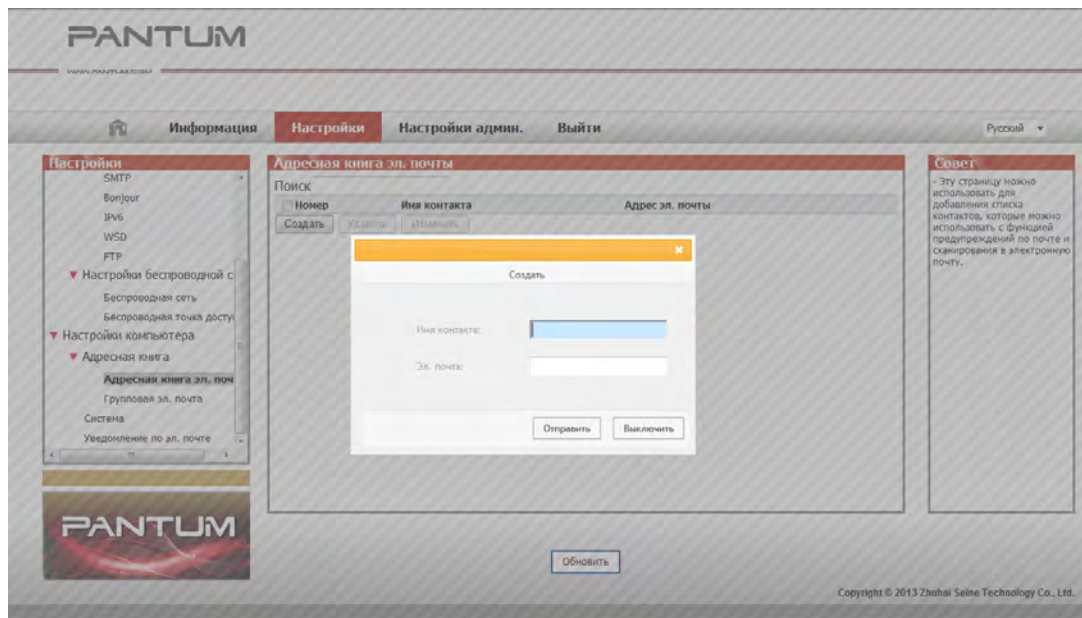 PANTUM
Информация
Настройки
Настройки админ.
Выйти
Русский
Настройки
SMTP
Bonjour
IPv6
WSD
FTP
Настройки беспроводной с
Беспроводная сеть
Беспроводная точка досту
Настройки компьютера
Адресная книга
Адресная книга эл. поч
Групповая эл. почта
Система
Уведомление по эл. почте
PANTUM
Адресная книга эл. почты
Поиск
Номер
Имя контакта
Адрес эл. почты
Создать
Удалить
Изменить
Создать
Имя контакта:
Эл. почта:
Отправить
Выключить
Обновить
Совет
- Эту страницу можно
использовать для
добавления списка
контактов, которые можно
использовать с функцией
предупреждений по почте и
сканирования в электронную
почту.
Copyright © 2013 Zhuhai Seine Technology Co., Ltd.